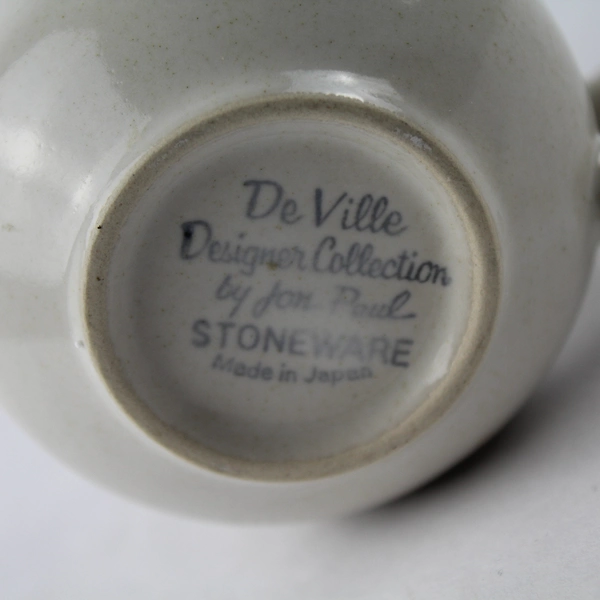 De Ville
Designer Collection
by Jon Paul
STONEWARE
Made in Japan